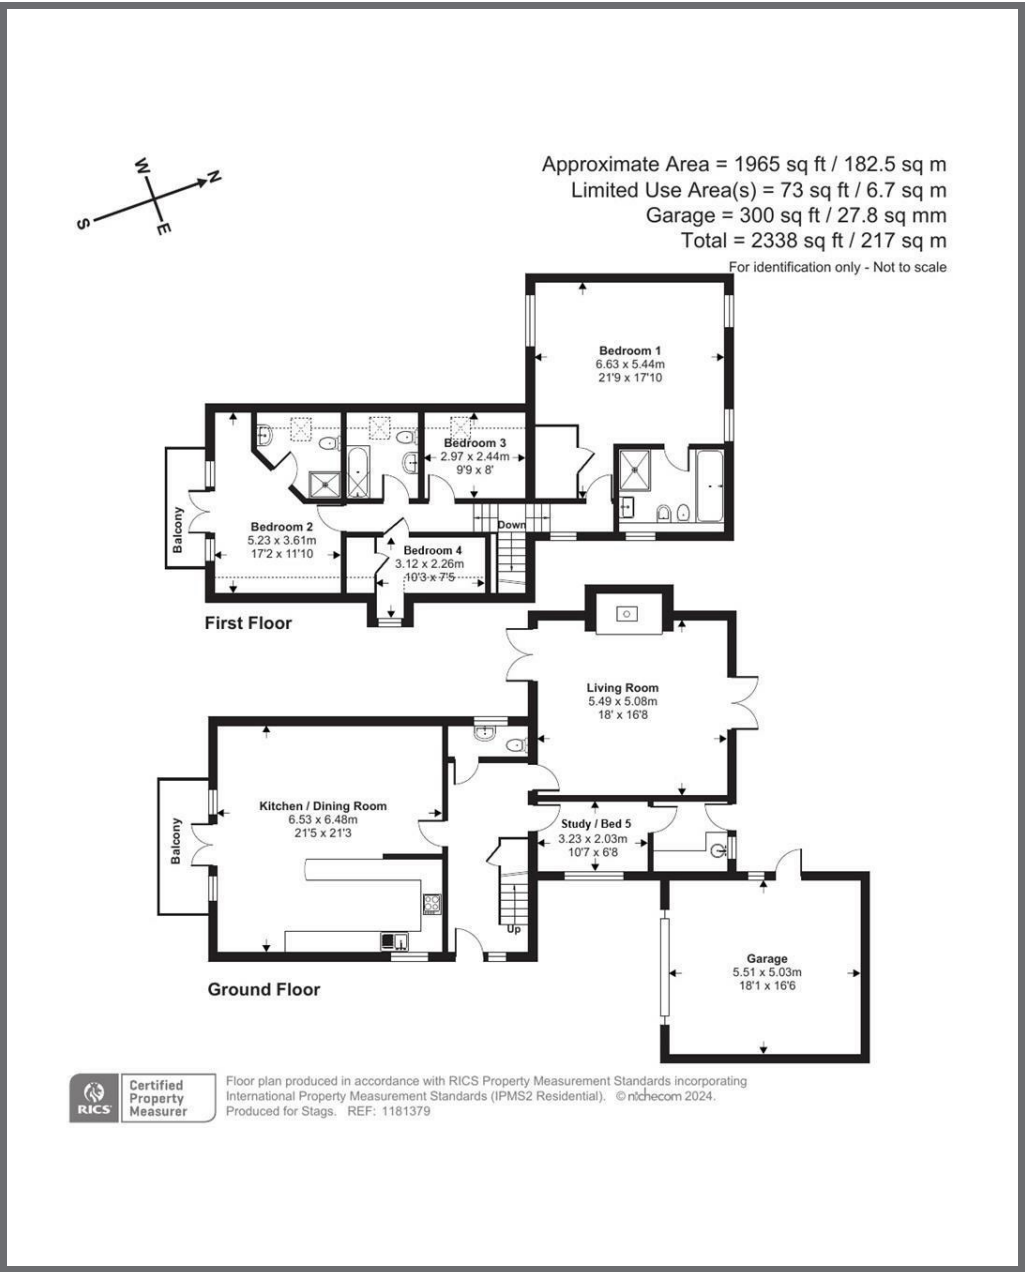 W
N
S
E
Approximate Area = 1965 sq ft / 182.5 sq m
Limited Use Area(s) = 73 sq ft / 6.7 sq m
Garage = 300 sq ft / 27.8 sq mm
Total = 2338 sq ft / 217 sq m
For identification only - Not to scale
Bedroom 1
6.63 x 5.44m
21'9 x 17'10
Bedroom 3
2.97 x 2.44m
9'9 x 8'
Balcony
Bedroom 2
5.23 x 3.61m
17'2 x 11'10
Down
Bedroom 4
3.12 x 2.26m
10'3 x 7'5
First Floor
Living Room
5.49 x 5.08m
18' x 16'8
Balcony
Kitchen / Dining Room
6.53 x 6.48m
21'5 x 21'3
Study / Bed 5
3.23 x 2.03m
10'7 x 6'8
Up
Garage
5.51 x 5.03m
18'1 x 16'6
Ground Floor
RICS
Certified
Property
Measurer
Floor plan produced in accordance with RICS Property Measurement Standards incorporating
International Property Measurement Standards (IPMS2 Residential). © nichecom 2024.
Produced for Stags. REF: 1181379